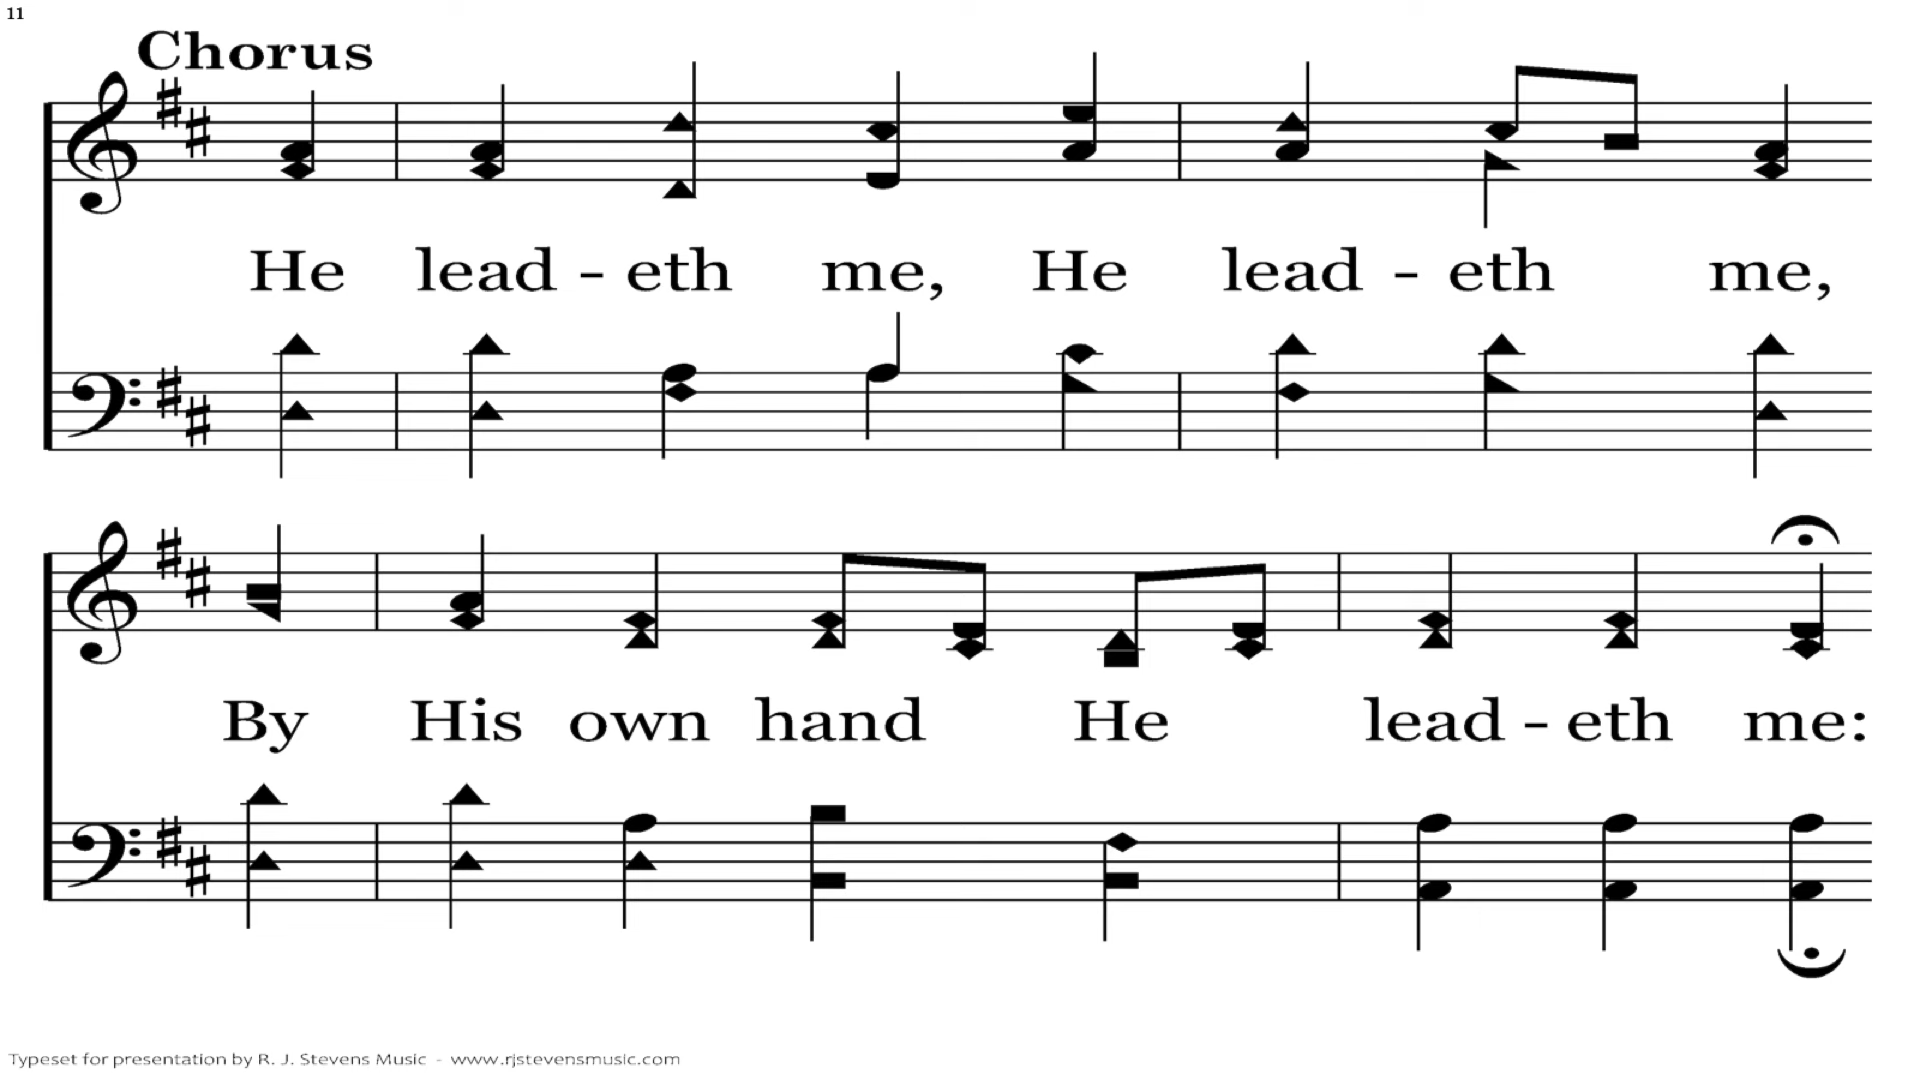 11
Chorus
He lead - eth me, He lead - eth me,
By His own hand He lead - eth me:
Typeset for presentation by R. J. Stevens Music - www.rjstevensmusic.com